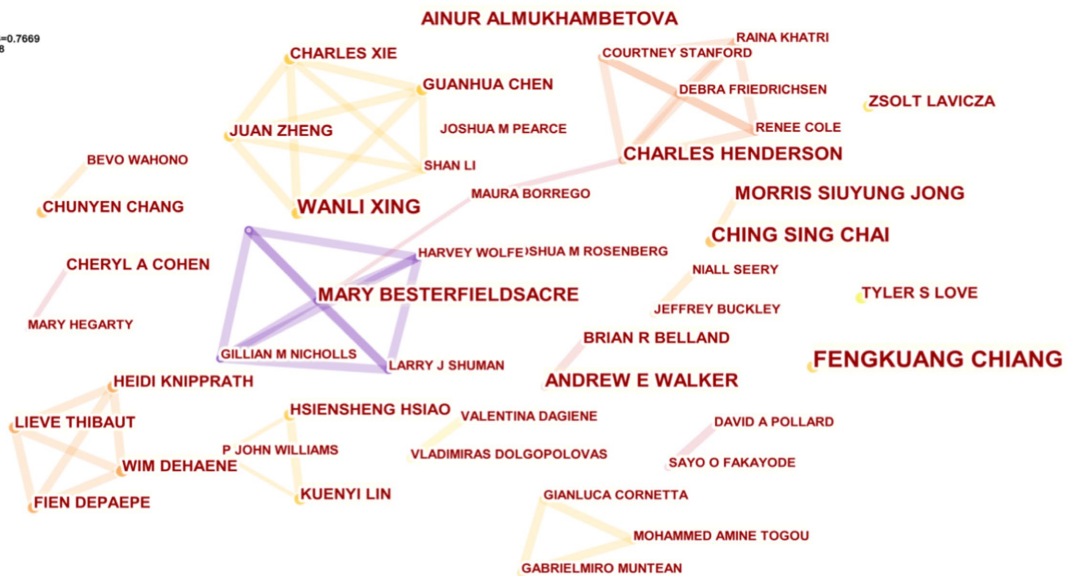 AINUR ALMUKHAMBETOVA
=0.7669
8
RAINA KHATRI
CHARLES XIE
COURTNEY STANFORD
GUANHUA CHEN
DEBRA FRIEDRICHSEN
ZSOLT LAVICZA
JUAN ZHENG
JOSHUA M PEARCE
RENEE COLE
BEVO WAHONO
SHAN LI
CHARLES HENDERSON
MAURA BORREGO
MORRIS SIUYUNG JONG
CHUNYEN CHANG
WANLI XING
CHING SING CHAI
HARVEY WOLFE
OSHUA M ROSENBERG
CHERYL A COHEN
NIALL SEERY
MARY BESTERFIELDSACRE
TYLER S LOVE
JEFFREY BUCKLEY
MARY HEGARTY
BRIAN R BELLAND
GILLIAN M NICHOLLS
LARRY J SHUMAN
FENGKUANG CHIANG
HEIDI KNIPPRATH
ANDREW E WALKER
HSIENSHENG HSIAO
VALENTINA DAGIENE
LIEVE THIBAUT
DAVID A POLLARD
P JOHN WILLIAMS
VLADIMIRAS DOLGOPOLOVAS
WIM DEHAENE
SAYO O FAKAYODE
KUENYI LIN
GIANLUCA CORNETTA
FIEN DEPAEPE
MOHAMMED AMINE TOGOU
GABRIELMIRO MUNTEAN